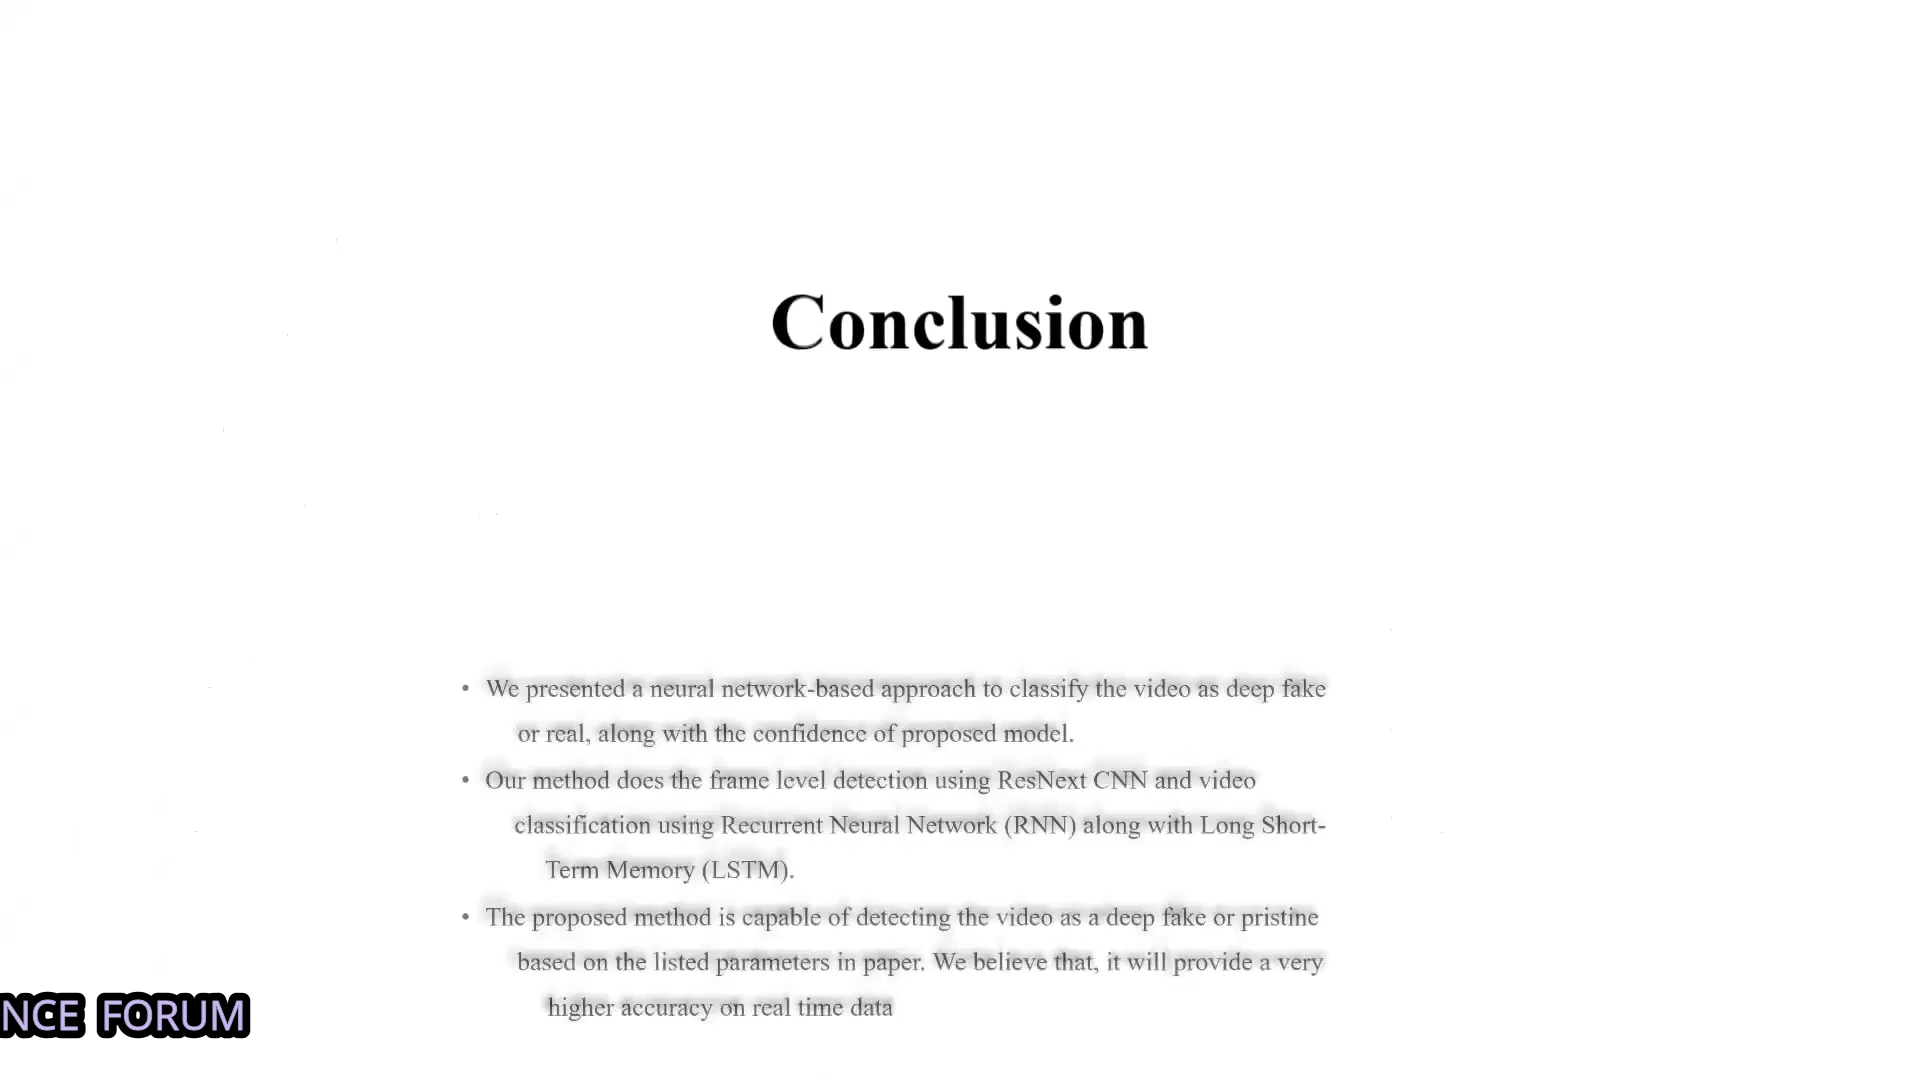 Conclusion
• We presented a neural network-based approach to classify the video as deep fake
or real, along with the confidence of proposed model.
• Our method does the frame level detection using ResNext CNN and video
classification using Recurrent Neural Network (RNN) along with Long Short-
Term Memory (LSTM).
• The proposed method is capable of detecting the video as a deep fake or pristine
based on the listed parameters in paper. We believe that, it will provide a very
higher accuracy on real time data
NCE FORUM